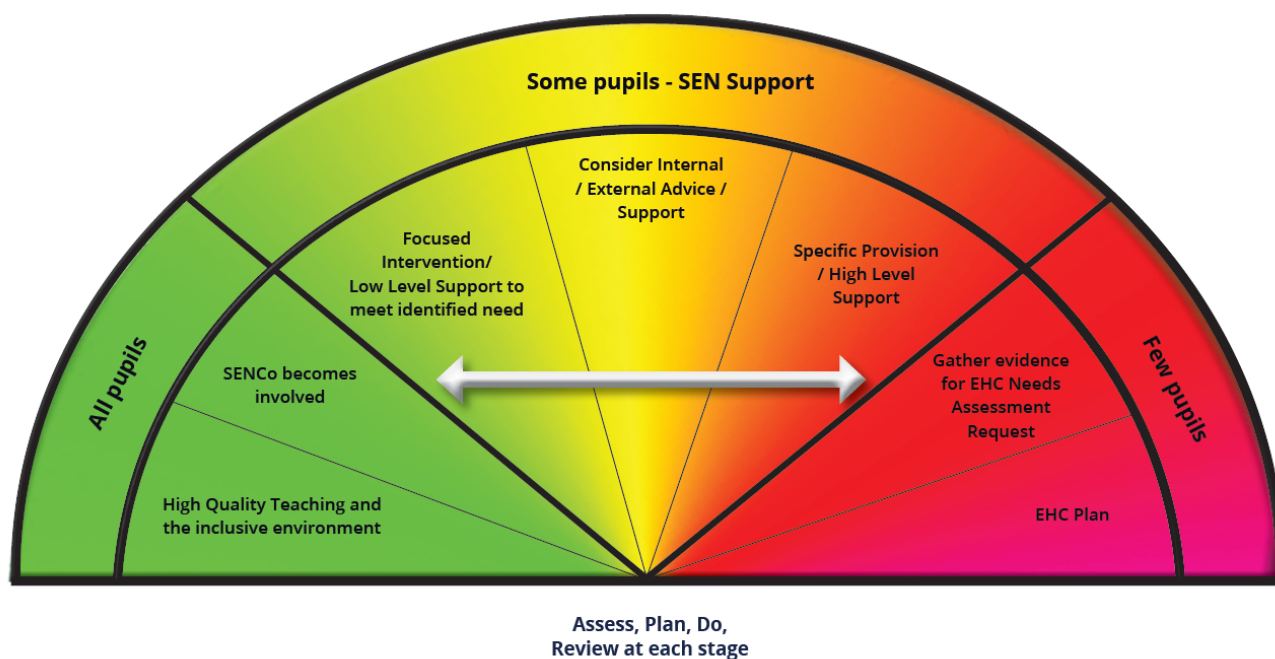 Some pupils - SEN Support
Consider Internal
/ External Advice /
Support
Focused
Intervention/
Low Level Support to
meet identified need
Specific Provision
/ High Level
Support
All pupils
SENCo becomes
involved
Gather evidence
for EHC Needs
Assessment
Request
Few pupils
High Quality Teaching and
the inclusive environment
EHC Plan
Assess, Plan, Do,
Review at each stage